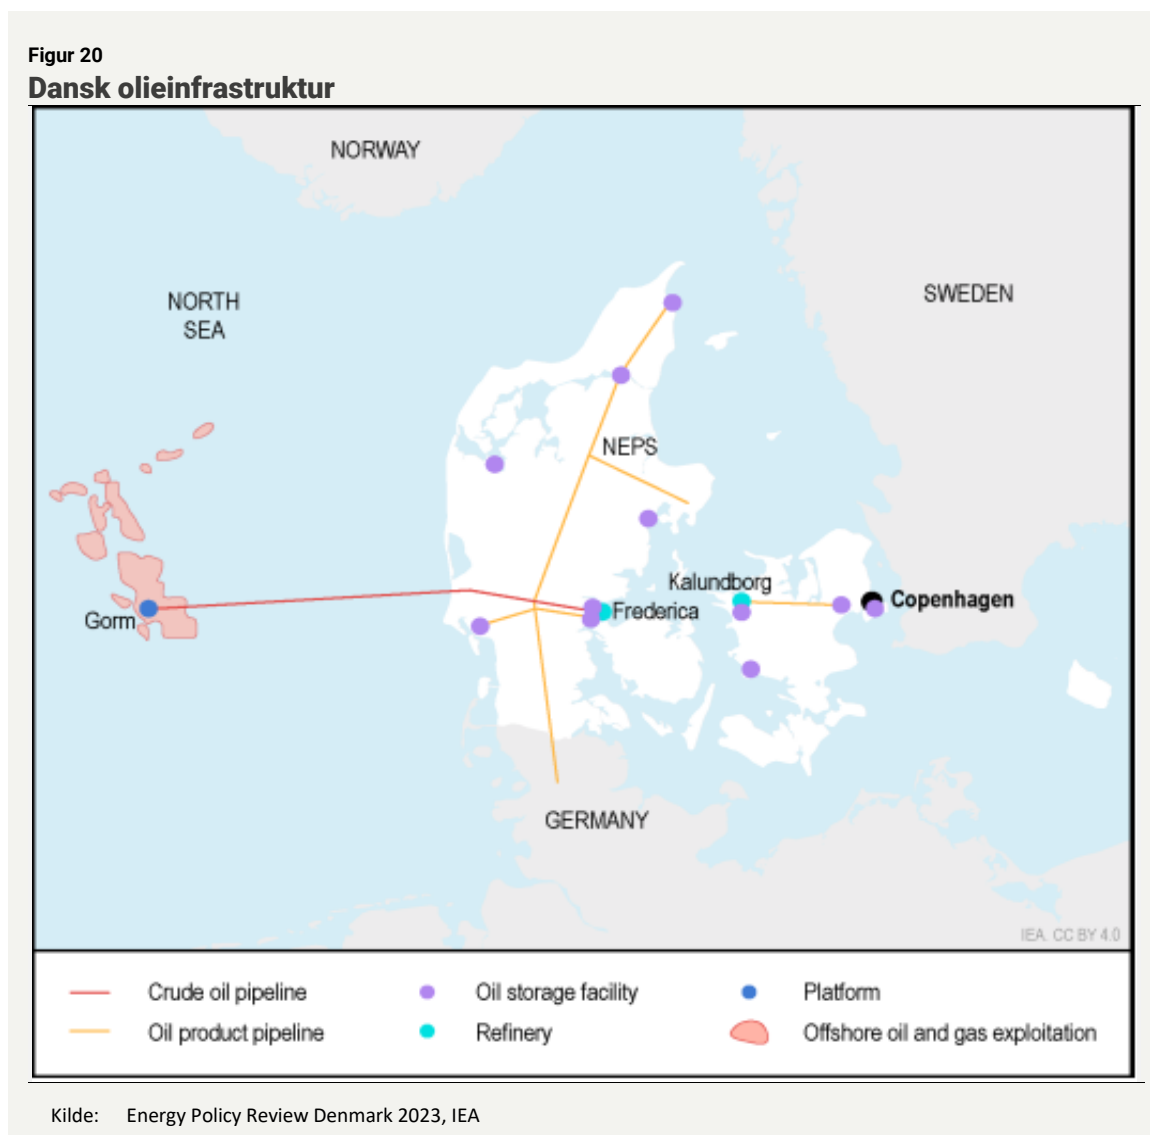 Figur 20
Dansk olieinfrastruktur
NORWAY
NORTH
SEA
SWEDEN
NEPS
Kalundborg
Gorm
Frederica
Copenhagen
GERMANY
IEA. CC BY 4.0
Crude oil pipeline
Oil storage facility
Platform
Oil product pipeline
Refinery
Offshore oil and gas exploitation
Kilde: Energy Policy Review Denmark 2023, IEA